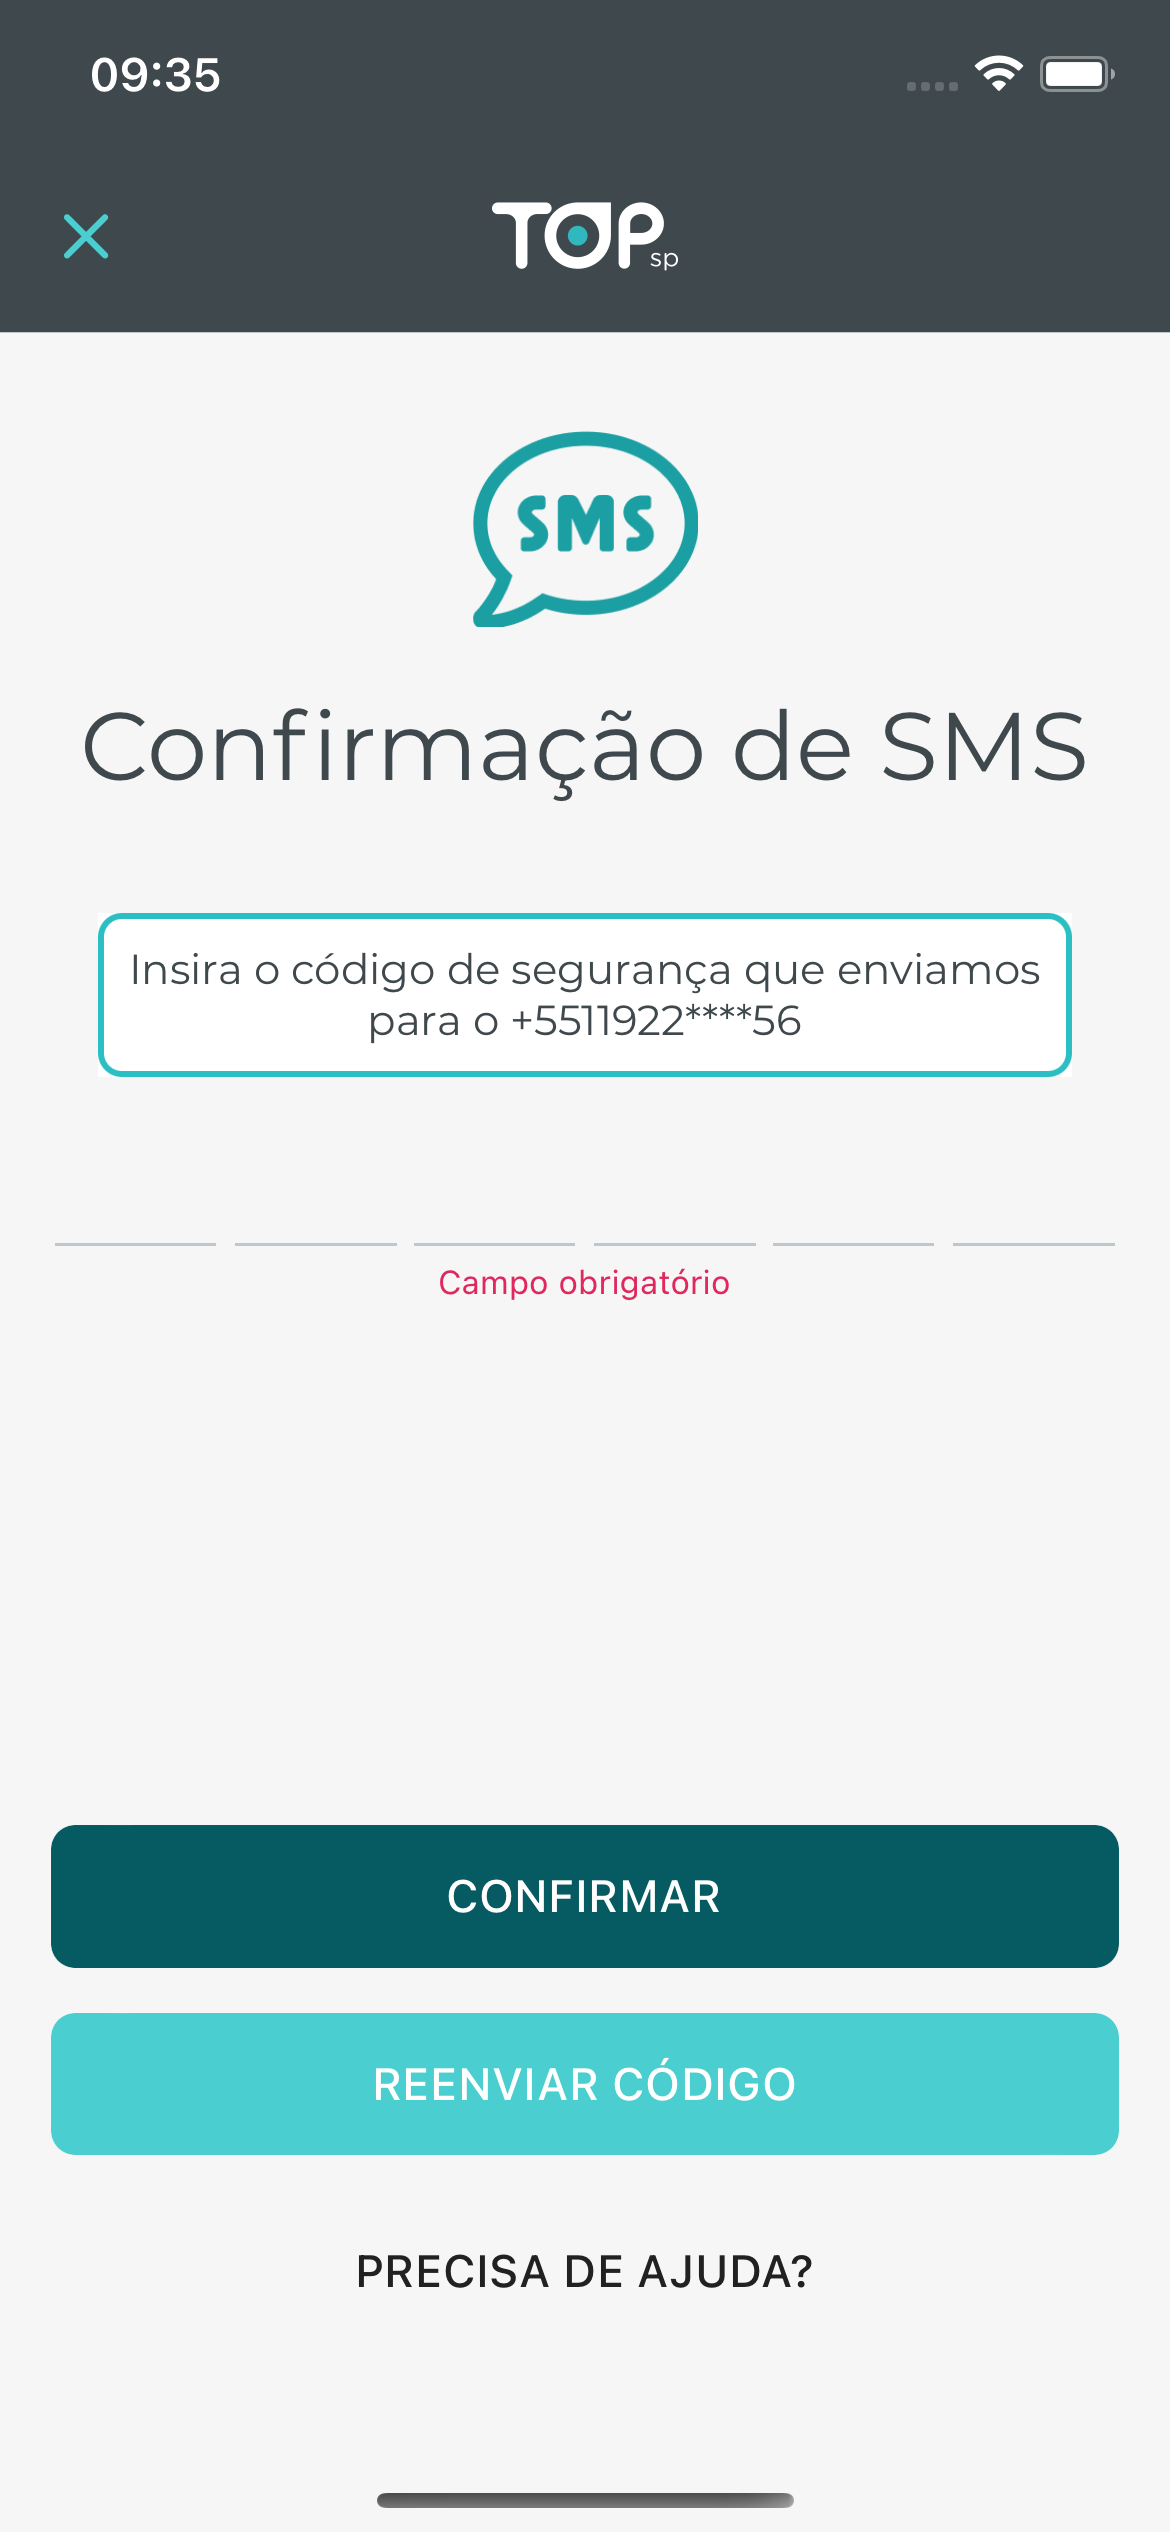 09:35
TOP
sp
SMS
Confirmação de SMS
Insira o código de segurança que enviamos
para o +5511922****56
Campo obrigatório
CONFIRMAR
REENVIAR CÓDIGO
PRECISA DE AJUDA?